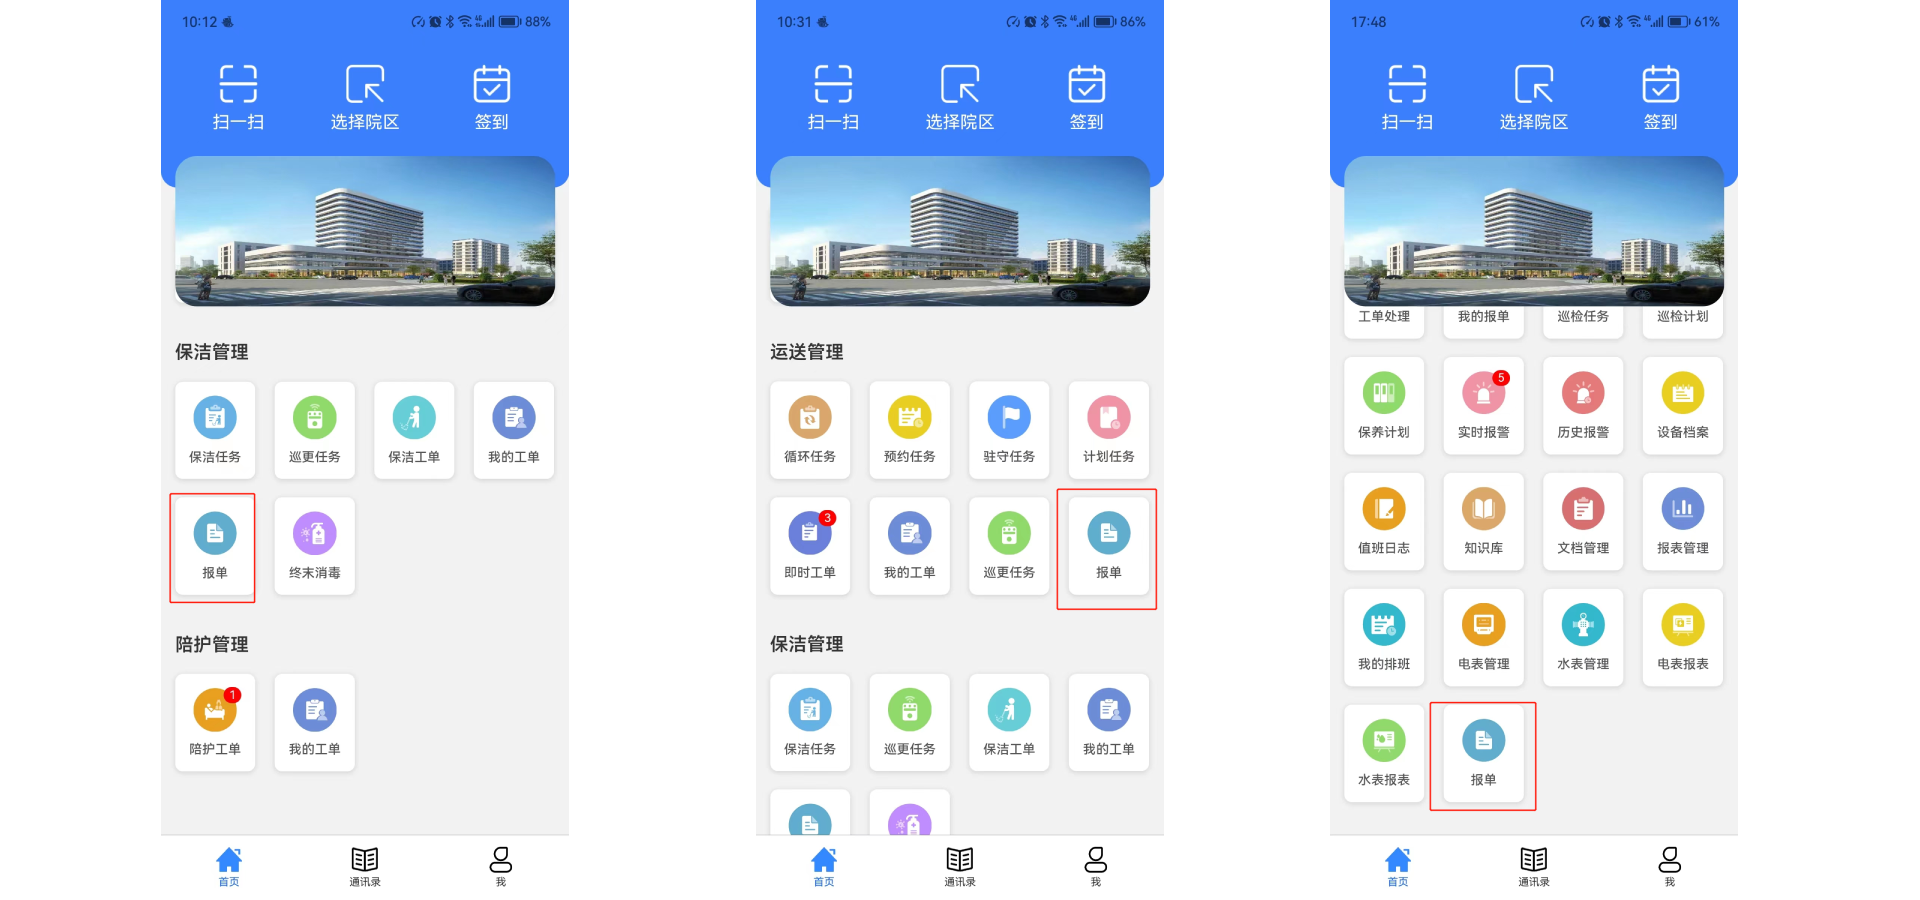 10:12
88%
扫一扫
选择院区
签到
保洁管理
保洁任务
巡更任务
保洁工单
我的工单
报单
终末消毒
陪护管理
1
陪护工单
我的工单
首页
通讯录
我
10:31
86%
扫一扫
选择院区
签到
运送管理
循环任务
预约任务
驻守任务
计划任务
3
即时工单
我的工单
巡更任务
报单
保洁管理
保洁任务
巡更任务
保洁工单
我的工单
首页
通讯录
我
17:48
61%
扫一扫
选择院区
签到
工单处理
我的报单
巡检任务
巡检计划
5
保养计划
实时报警
历史报警
设备档案
值班日志
知识库
文档管理
报表管理
我的排班
电表管理
水表管理
电表报表
水表报表
报单
首页
通讯录
我